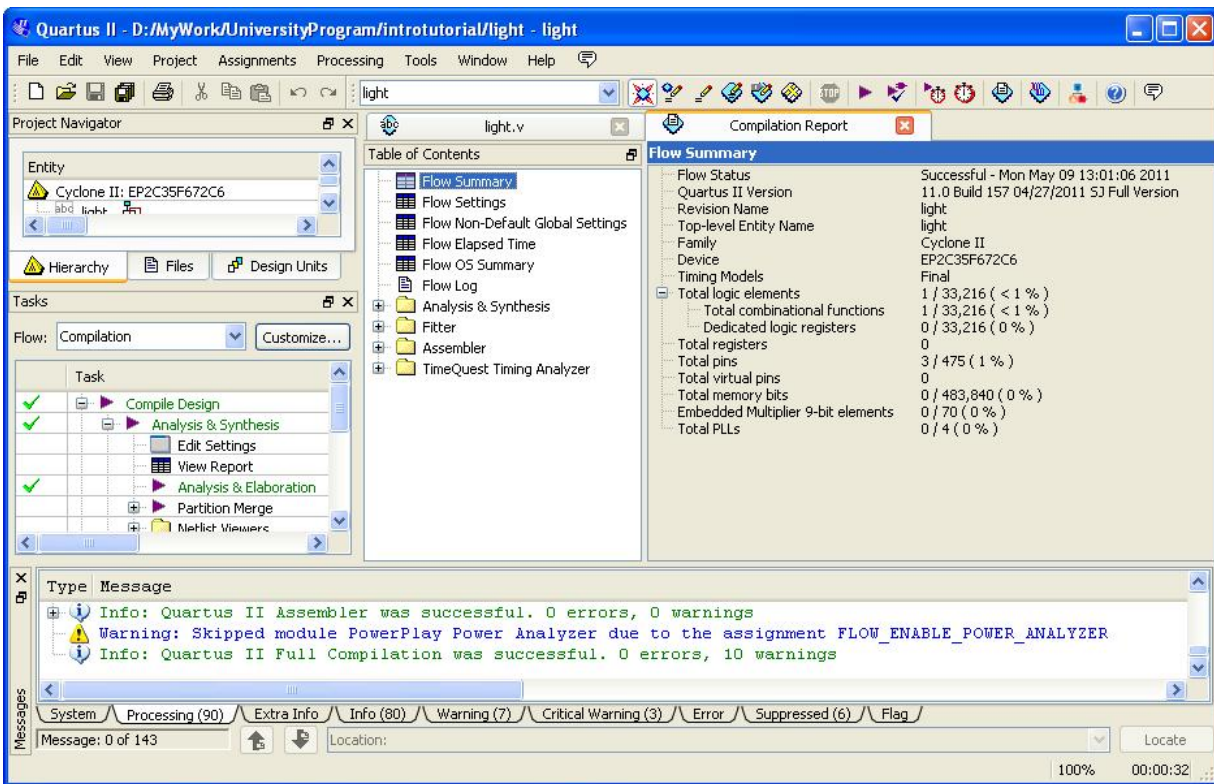 Quartus II - D:/MyWork/UniversityProgram/introtutorial/light - light
File Edit View Project Assignments Processing Tools Window Help
light
STOP
Project Navigator
Entity
Cyclone II: EP2C35F672C6
abd light
Hierarchy Files Design Units
Tasks
Flow: Compilation Customize...
Task
Compile Design
Analysis & Synthesis
Edit Settings
View Report
Analysis & Elaboration
Partition Merge
Netlist Viewers
abc light.v
Table of Contents
Flow Summary
Flow Settings
Flow Non-Default Global Settings
Flow Elapsed Time
Flow OS Summary
Flow Log
Analysis & Synthesis
Fitter
Assembler
TimeQuest Timing Analyzer
Compilation Report
Flow Summary
Flow Status Successful - Mon May 09 13:01:06 2011
Quartus II Version 11.0 Build 157 04/27/2011 SJ Full Version
Revision Name light
Top-level Entity Name light
Family Cyclone II
Device EP2C35F672C6
Timing Models Final
Total logic elements 1 / 33,216 ( < 1 % )
Total combinational functions 1 / 33,216 ( < 1 % )
Dedicated logic registers 0 / 33,216 ( 0 % )
Total registers 0
Total pins 3 / 475 ( 1 % )
Total virtual pins 0
Total memory bits 0 / 483,840 ( 0 % )
Embedded Multiplier 9-bit elements 0 / 70 ( 0 % )
Total PLLs 0 / 4 ( 0 % )
Type Message
Info: Quartus II Assembler was successful. 0 errors, 0 warnings
Warning: Skipped module PowerPlay Power Analyzer due to the assignment FLOW_ENABLE_POWER_ANALYZER
Info: Quartus II Full Compilation was successful. 0 errors, 10 warnings
Messages
System Processing (90) Extra Info Info (80) Warning (7) Critical Warning (3) Error Suppressed (6) Flag
Message: 0 of 143 Location: Locate
100% 00:00:32